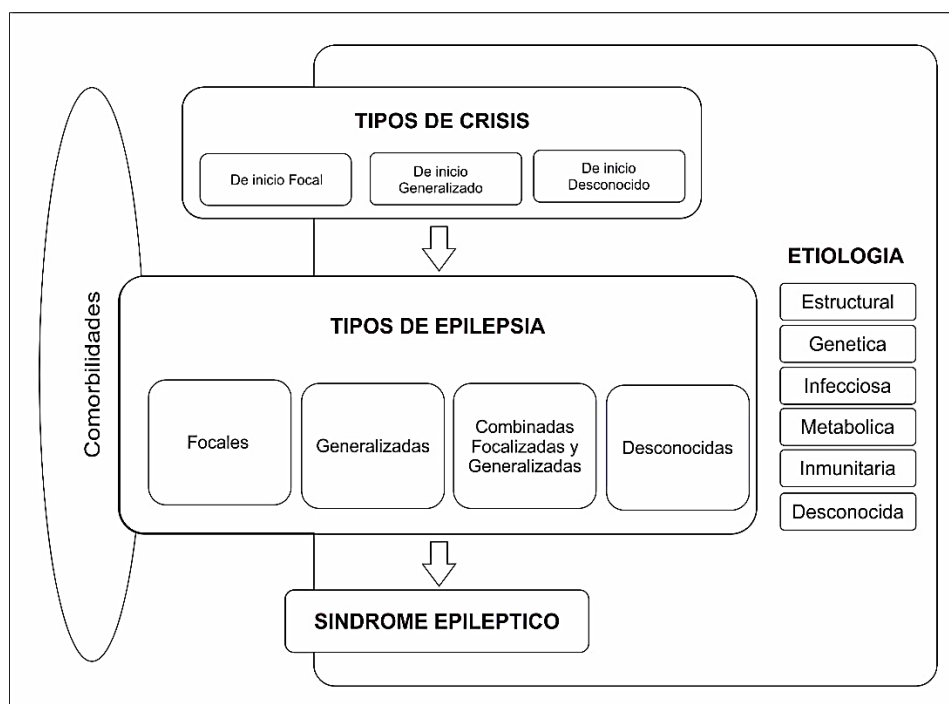 TIPOS DE CRISIS
De inicio Focal
De inicio
Generalizado
De inicio
Desconocido
Comorbilidades
TIPOS DE EPILEPSIA
Focales
Generalizadas
Combinadas
Focalizadas y
Generalizadas
Desconocidas
SINDROME EPILEPTICO
ETIOLOGIA
Estructural
Genetica
Infecciosa
Metabolica
Inmunitaria
Desconocida